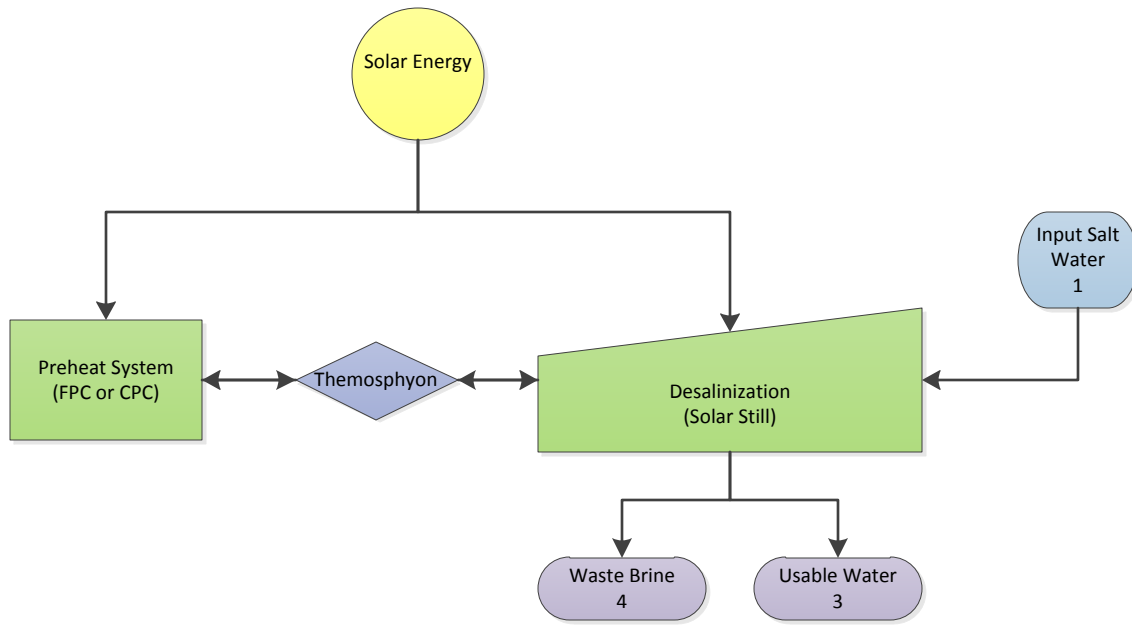 Solar Energy
Input Salt
Water
1
Preheat System
(FPC or CPC)
Themosphyon
Desalinization
(Solar Still)
Waste Brine
4
Usable Water
3